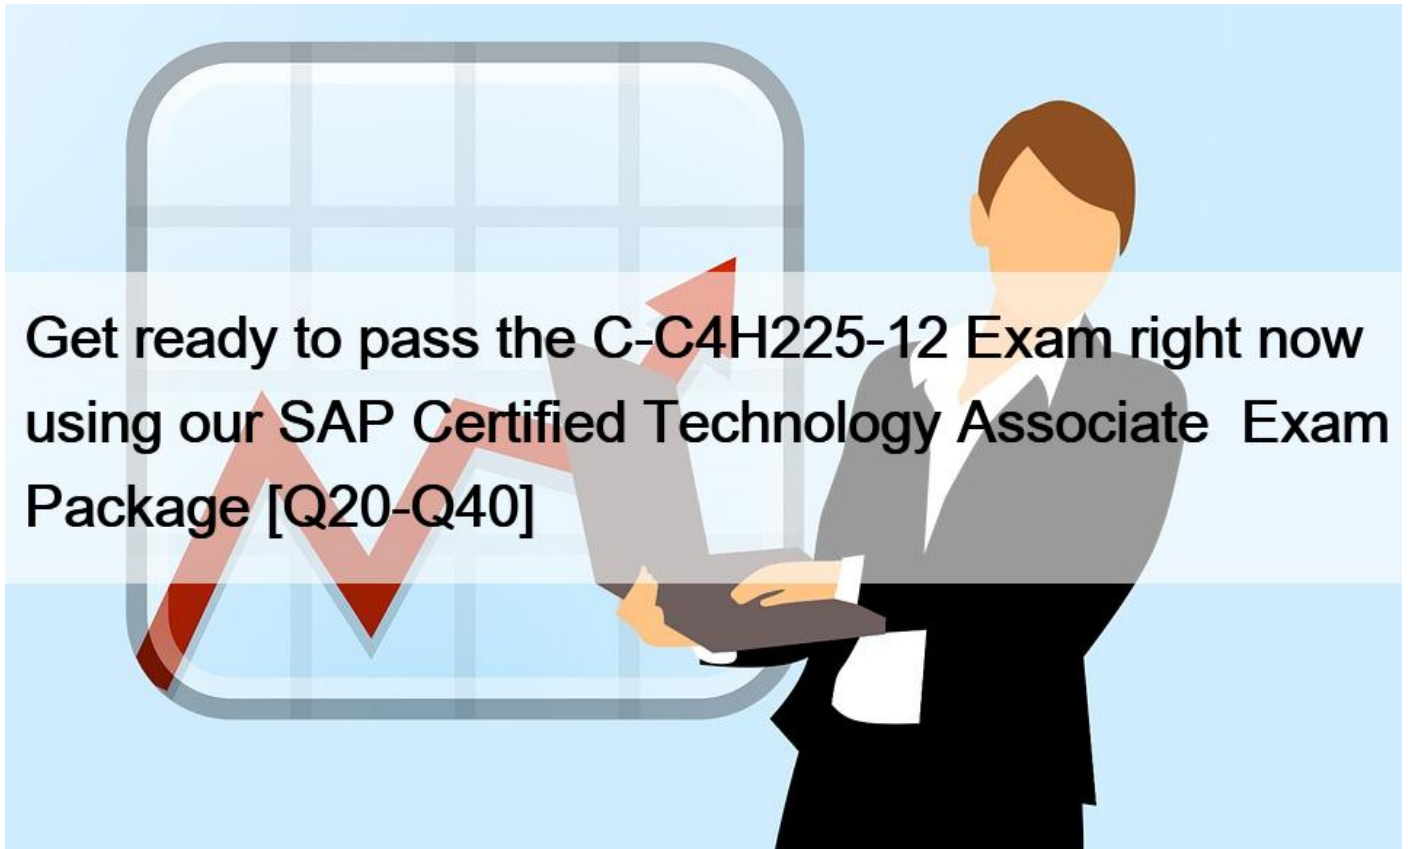 Get ready to pass the C-C4H225-12 Exam right now
using our SAP Certified Technology Associate  Exam
Package [Q20-Q40]